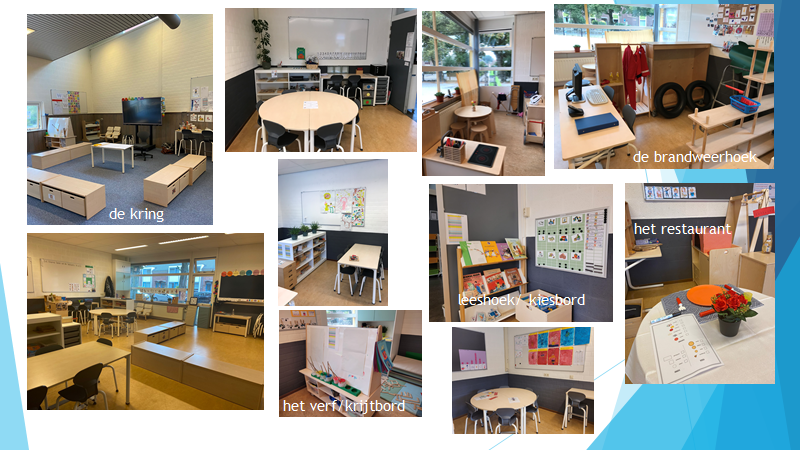 de kring
de brandweerhoek
het restaurant
leeshoek/ kiesbord
het verf/krijtbord